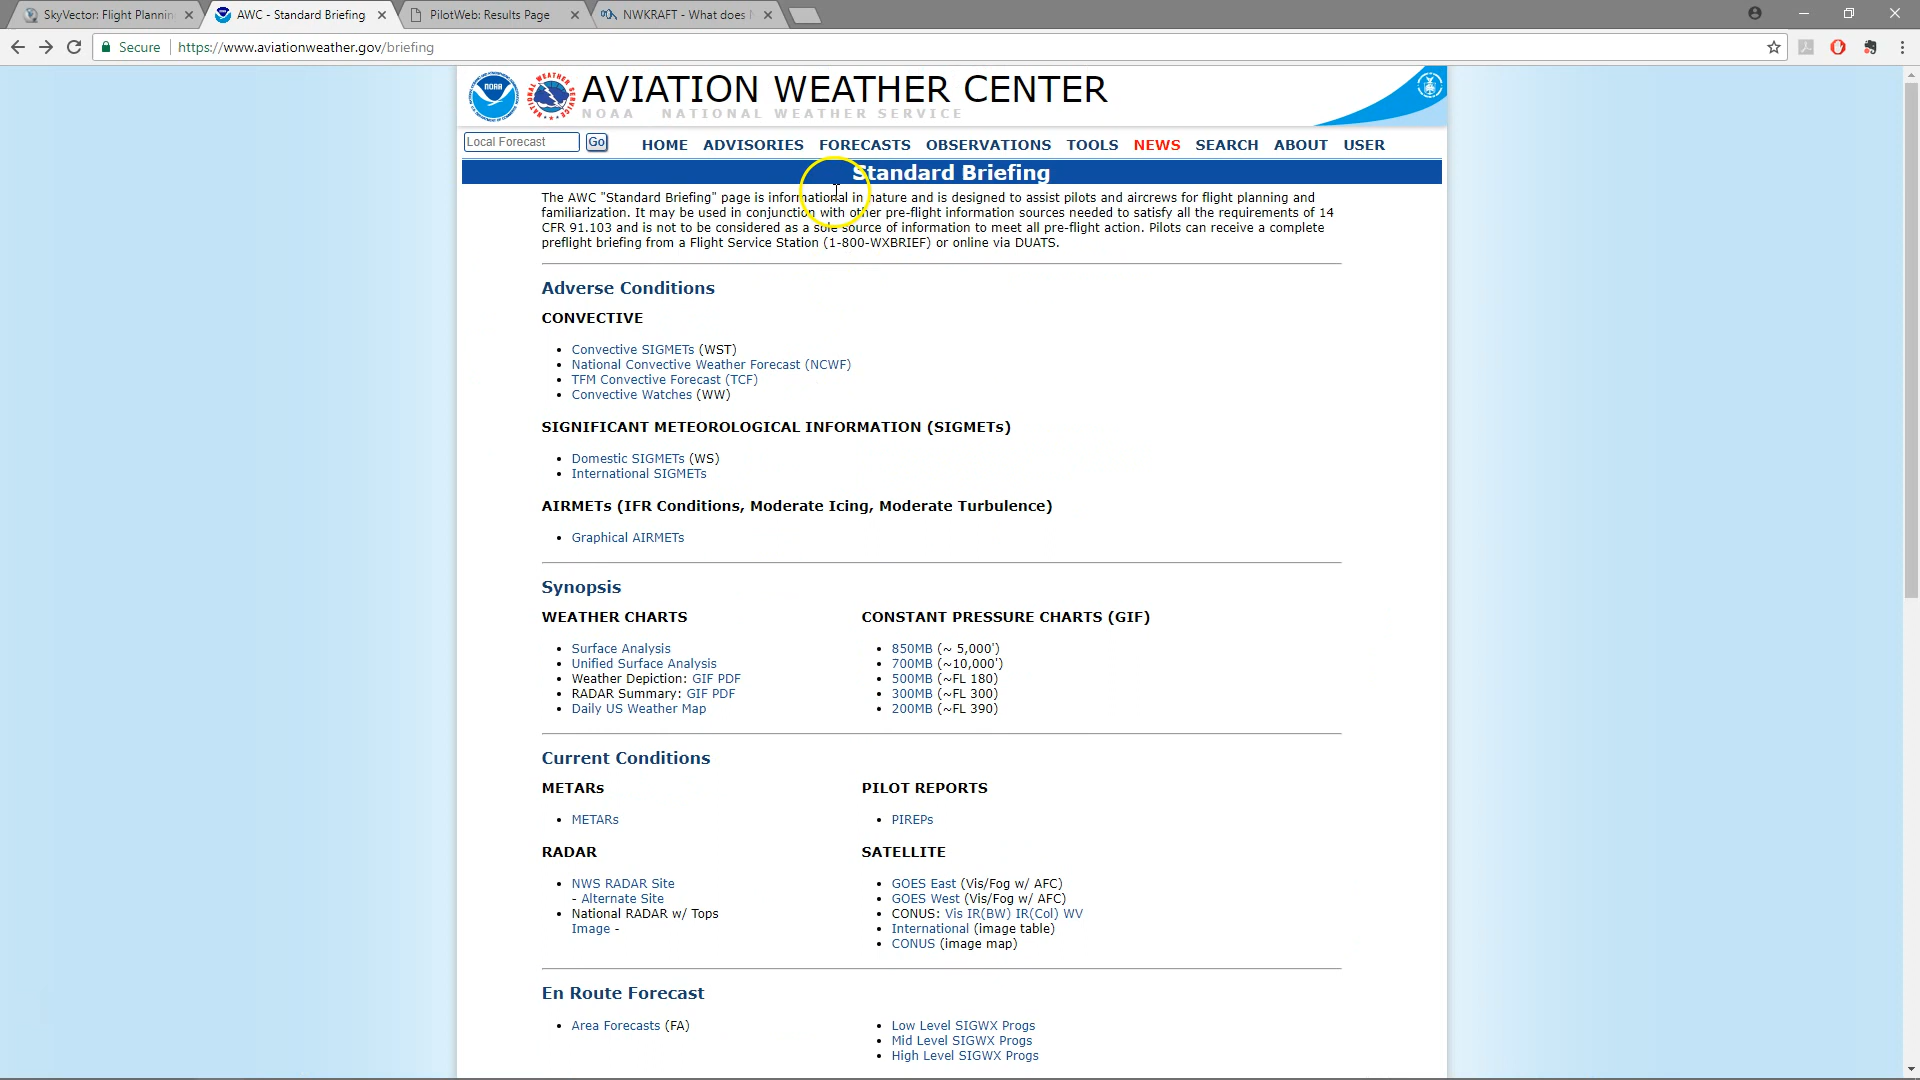 SkyVector: Flight Plannin
AWC - Standard Briefing
PilotWeb: Results Page
NWKRAFT - What does
Secure
https://www.aviationweather.gov/briefing
NOAA
AVIATION WEATHER CENTER
NOAA NATIONAL WEATHER SERVICE
Local Forecast
Go
HOME ADVISORIES FORECASTS OBSERVATIONS TOOLS NEWS SEARCH ABOUT USER
Standard Briefing
The AWC "Standard Briefing" page is informational in nature and is designed to assist pilots and aircrews for flight planning and
familiarization. It may be used in conjunction with other pre-flight information sources needed to satisfy all the requirements of 14
CFR 91.103 and is not to be considered as a sole source of information to meet all pre-flight action. Pilots can receive a complete
preflight briefing from a Flight Service Station (1-800-WXBRIEF) or online via DUATS.
Adverse Conditions
CONVECTIVE
• Convective SIGMETs (WST)
• National Convective Weather Forecast (NCWF)
• TFM Convective Forecast (TCF)
• Convective Watches (WW)
SIGNIFICANT METEOROLOGICAL INFORMATION (SIGMETs)
• Domestic SIGMETs (WS)
• International SIGMETs
AIRMETs (IFR Conditions, Moderate Icing, Moderate Turbulence)
• Graphical AIRMETs
Synopsis
WEATHER CHARTS
• Surface Analysis
• Unified Surface Analysis
• Weather Depiction: GIF PDF
• RADAR Summary: GIF PDF
• Daily US Weather Map
CONSTANT PRESSURE CHARTS (GIF)
• 850MB (~ 5,000')
• 700MB (~10,000')
• 500MB (~FL 180)
• 300MB (~FL 300)
• 200MB (~FL 390)
Current Conditions
METARs
• METARs
PILOT REPORTS
• PIREPs
RADAR
• NWS RADAR Site
- Alternate Site
• National RADAR w/ Tops
Image -
SATELLITE
• GOES East (Vis/Fog w/ AFC)
• GOES West (Vis/Fog w/ AFC)
• CONUS: Vis IR(BW) IR(Col) WV
• International (image table)
• CONUS (image map)
En Route Forecast
• Area Forecasts (FA)
• Low Level SIGWX Progs
• Mid Level SIGWX Progs
• High Level SIGWX Progs